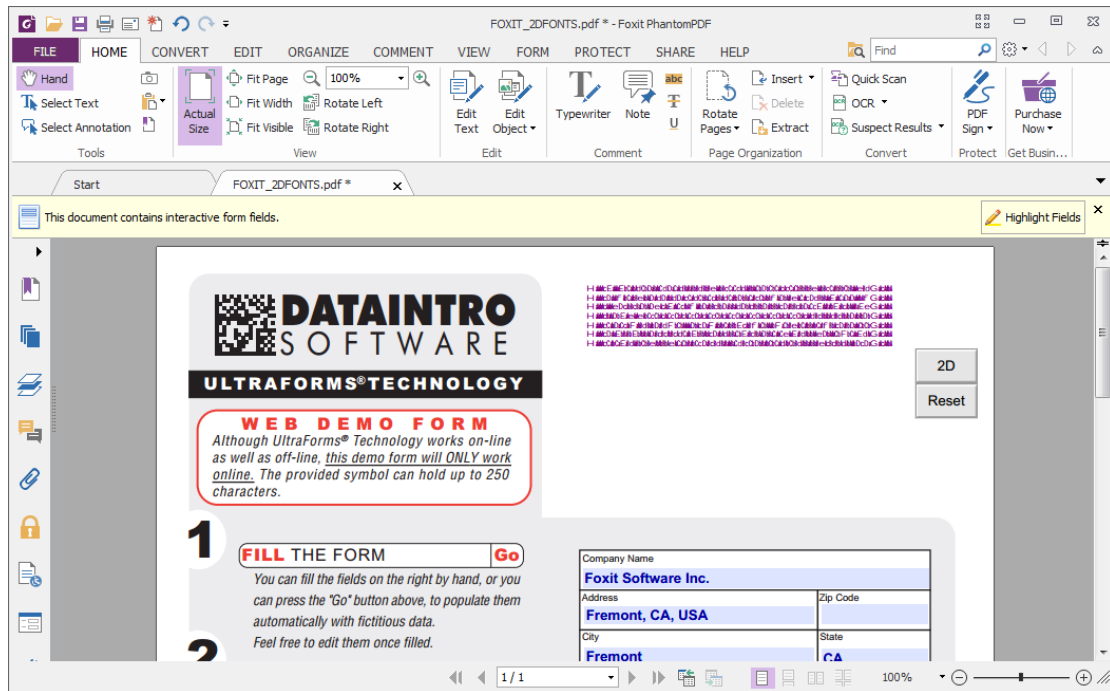 FOXIT_2DFONTS.pdf * - Foxit PhantomPDF
FILE HOME CONVERT EDIT ORGANIZE COMMENT VIEW FORM PROTECT SHARE HELP Find
Hand
Select Text
Select Annotation
Tools
Actual Size
Fit Page
Fit Width
Fit Visible
100%
Rotate Left
Rotate Right
View
Edit Text
Edit Object
Edit
Typewriter
Note
abc
T
U
Comment
Rotate Pages
Insert
Delete
Extract
Page Organization
Quick Scan
OCR
Suspect Results
Convert
PDF Sign
Protect
Purchase Now
Get Busin...
Start
FOXIT_2DFONTS.pdf * x
This document contains interactive form fields.
Highlight Fields
DATAINTRO
SOFTWARE
ULTRAFORMS®TECHNOLOGY
WEB DEMO FORM
Although UltraForms® Technology works on-line
as well as off-line, this demo form will ONLY work
online. The provided symbol can hold up to 250
characters.
2D
Reset
1
FILL THE FORM Go
You can fill the fields on the right by hand, or you
can press the "Go" button above, to populate them
automatically with fictitious data.
Feel free to edit them once filled.
2
Company Name
Foxit Software Inc.
Address Zip Code
Fremont, CA, USA
City State
Fremont CA
1 / 1
100%